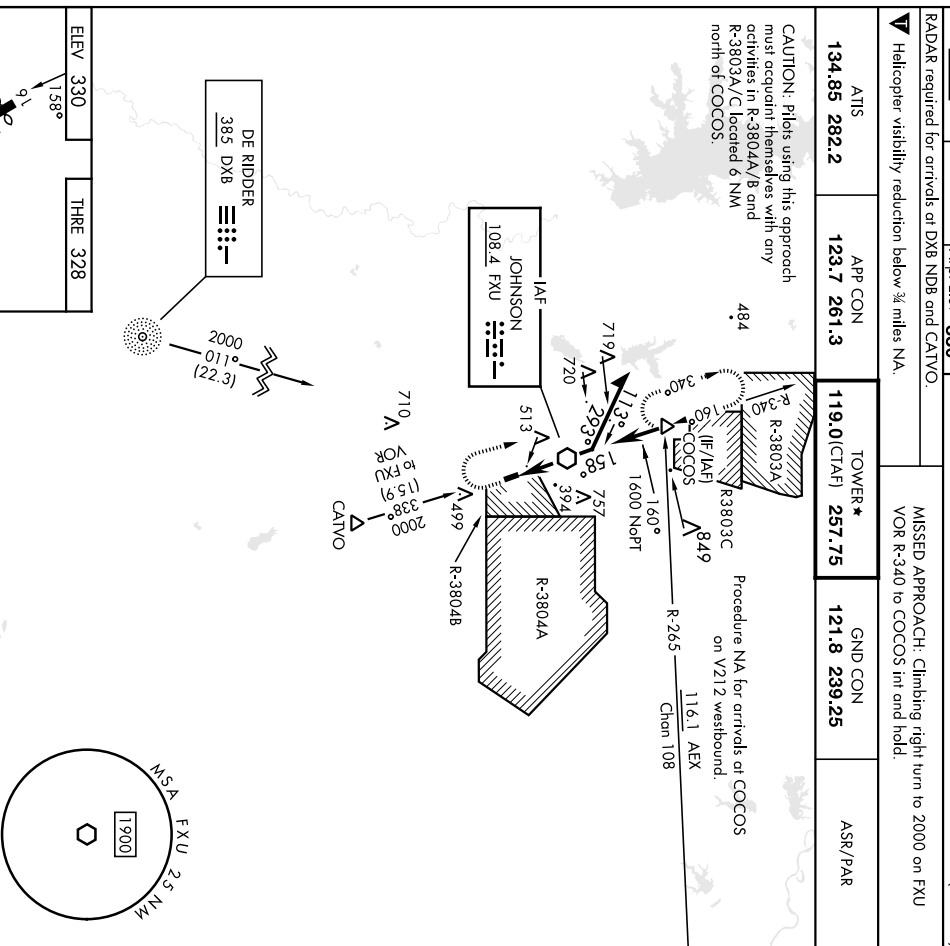 RADAR required for arrivals at DXB NDB and CATVO.
T
Helicopter visibility reduction below ¾ miles NA.
MISSED APPROACH: Climbing right turn to 2000 on FXU
VOR R-340 to COCOS int and hold.
ATIS
134.85 282.2
APP CON
123.7 261.3
TOWER★
119.0 (CTAF) 257.75
GND CON
121.8 239.25
ASR/PAR
CAUTION: Pilots using this approach
must acquaint themselves with any
activities in R-3804A/B and
R-3803A/C located 6 NM
north of COCOS.
484
R-3803A
R-340
340°
160°
R3803C
(IF/IAF)
COCOS
849
Procedure NA for arrivals at COCOS
on V212 westbound.
R-265
116.1 AEX
Chan 108
160°
1600 NoPT
719
720
113°
293°
158°
IAF
JOHNSON
108.4 FXU
757
394
513
R-3804A
R-3804B
499
710
2000
338°
(15.9)
to FXU
VOR
CATVO
DE RIDDER
385 DXB
2000
011°
(22.3)
ELEV 330
THRE 328
158°
16
MSA FXU 25 NM
1900